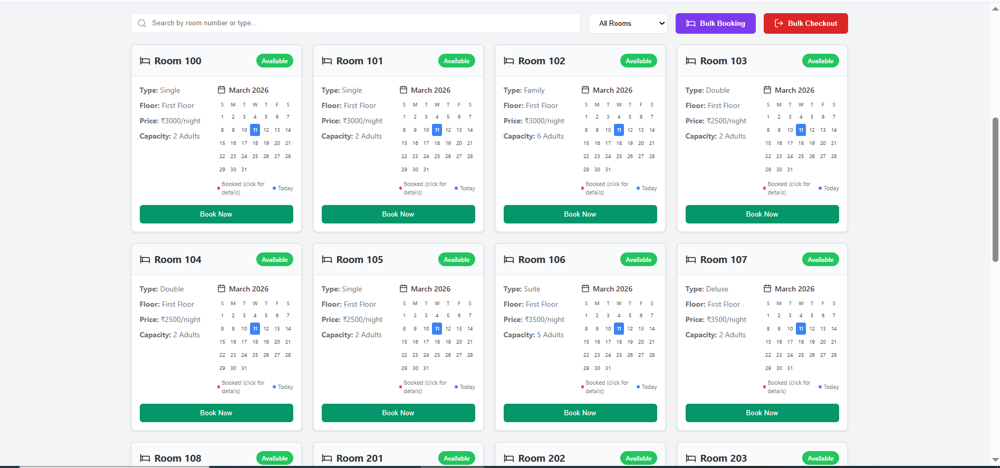 Search by room number or type...
All Rooms
Bulk Booking
Bulk Checkout
Room 100
Available
Type: Single
Floor: First Floor
Price: ₹3000/night
Capacity: 2 Adults
March 2026
S M T W T F S
1 2 3 4 5 6 7
8 9 10 11 12 13 14
15 16 17 18 19 20 21
22 23 24 25 26 27 28
29 30 31
Booked (click for
details)
Today
Book Now
Room 101
Available
Type: Single
Floor: First Floor
Price: ₹3000/night
Capacity: 2 Adults
March 2026
S M T W T F S
1 2 3 4 5 6 7
8 9 10 11 12 13 14
15 16 17 18 19 20 21
22 23 24 25 26 27 28
29 30 31
Booked (click for
details)
Today
Book Now
Room 102
Available
Type: Family
Floor: First Floor
Price: ₹3000/night
Capacity: 6 Adults
March 2026
S M T W T F S
1 2 3 4 5 6 7
8 9 10 11 12 13 14
15 16 17 18 19 20 21
22 23 24 25 26 27 28
29 30 31
Booked (click for
details)
Today
Book Now
Room 103
Available
Type: Double
Floor: First Floor
Price: ₹2500/night
Capacity: 2 Adults
March 2026
S M T W T F S
1 2 3 4 5 6 7
8 9 10 11 12 13 14
15 16 17 18 19 20 21
22 23 24 25 26 27 28
29 30 31
Booked (click for
details)
Today
Book Now
Room 104
Available
Type: Double
Floor: First Floor
Price: ₹2500/night
Capacity: 2 Adults
March 2026
S M T W T F S
1 2 3 4 5 6 7
8 9 10 11 12 13 14
15 16 17 18 19 20 21
22 23 24 25 26 27 28
29 30 31
Booked (click for
details)
Today
Book Now
Room 105
Available
Type: Single
Floor: First Floor
Price: ₹2500/night
Capacity: 2 Adults
March 2026
S M T W T F S
1 2 3 4 5 6 7
8 9 10 11 12 13 14
15 16 17 18 19 20 21
22 23 24 25 26 27 28
29 30 31
Booked (click for
details)
Today
Book Now
Room 106
Available
Type: Suite
Floor: First Floor
Price: ₹3500/night
Capacity: 5 Adults
March 2026
S M T W T F S
1 2 3 4 5 6 7
8 9 10 11 12 13 14
15 16 17 18 19 20 21
22 23 24 25 26 27 28
29 30 31
Booked (click for
details)
Today
Book Now
Room 107
Available
Type: Deluxe
Floor: First Floor
Price: ₹3500/night
Capacity: 2 Adults
March 2026
S M T W T F S
1 2 3 4 5 6 7
8 9 10 11 12 13 14
15 16 17 18 19 20 21
22 23 24 25 26 27 28
29 30 31
Booked (click for
details)
Today
Book Now
Room 108
Available
Room 201
Available
Room 202
Available
Room 203
Available